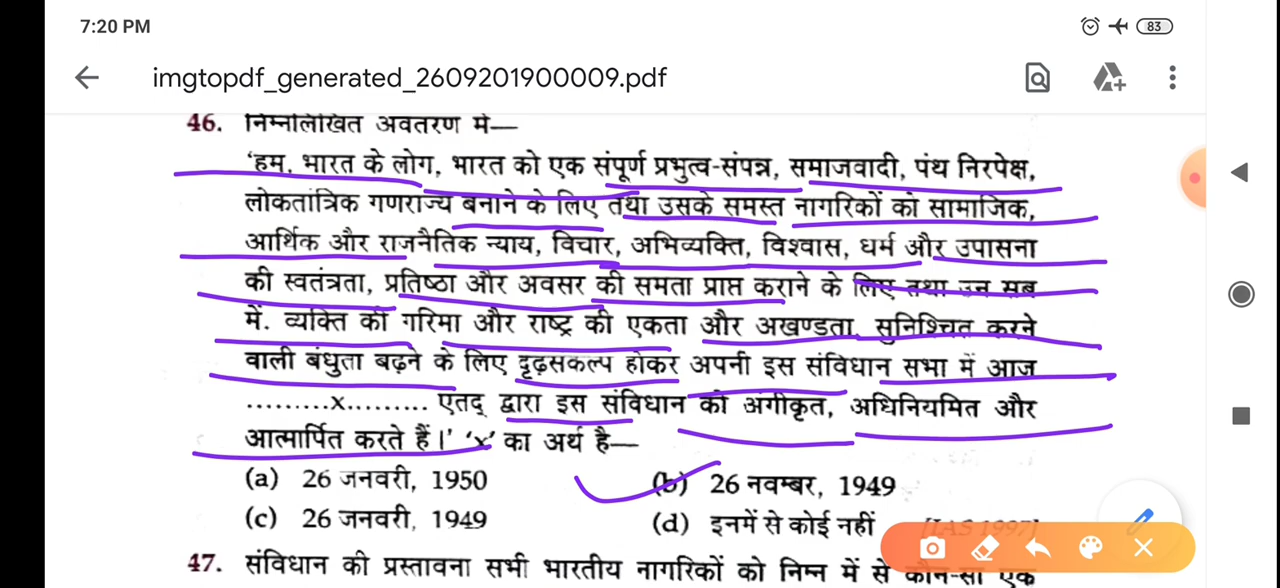 7:20 PM 83
imgtopdf_generated_2609201900009.pdf
46. निम्नलिखित अवतरण में—
'हम, भारत के लोग, भारत को एक संपूर्ण प्रभुत्व-संपन्न, समाजवादी, पंथ निरपेक्ष,
लोकतांत्रिक गणराज्य बनाने के लिए तथा उसके समस्त नागरिकों को सामाजिक,
आर्थिक और राजनैतिक न्याय, विचार, अभिव्यक्ति, विश्वास, धर्म और उपासना
की स्वतंत्रता, प्रतिष्ठा और अवसर की समता प्राप्त कराने के लिए तथा उन सब
में. व्यक्ति की गरिमा और राष्ट्र की एकता और अखण्डता सुनिश्चित करने
वाली बंधुता बढ़ने के लिए दृढ़सकल्प होकर अपनी इस संविधान सभा में आज
.........x......... एतद् द्वारा इस संविधान को अंगीकृत, अधिनियमित और
आत्मार्पित करते हैं।' 'x' का अर्थ है—
(a) 26 जनवरी, 1950 (b) 26 नवम्बर, 1949
(c) 26 जनवरी, 1949 (d) इनमें से कोई नहीं [IAS 1997]
47. संविधान की प्रस्तावना सभी भारतीय नागरिकों को निम्न में से कौन-सा एक